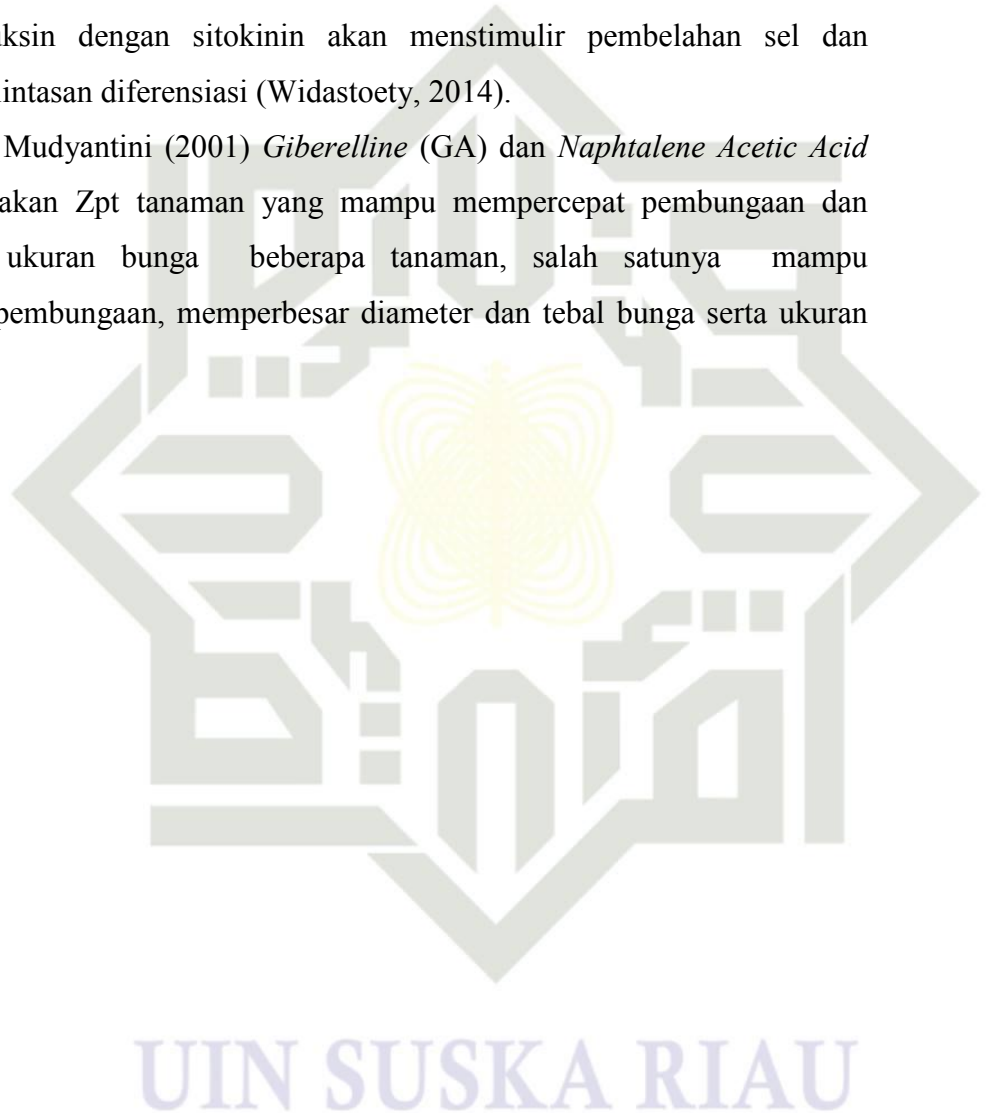 uksin dengan sitokinin akan menstimulir pembelahan sel dan
lintasan diferensiasi (Widastoety, 2014).
Mudyantini (2001) Giberelline (GA) dan Naphtalene Acetic Acid
akan Zpt tanaman yang mampu mempercepat pembungaan dan
ukuran bunga beberapa tanaman, salah satunya mampu
pembungaan, memperbesar diameter dan tebal bunga serta ukuran
UIN SUSKA RIAU